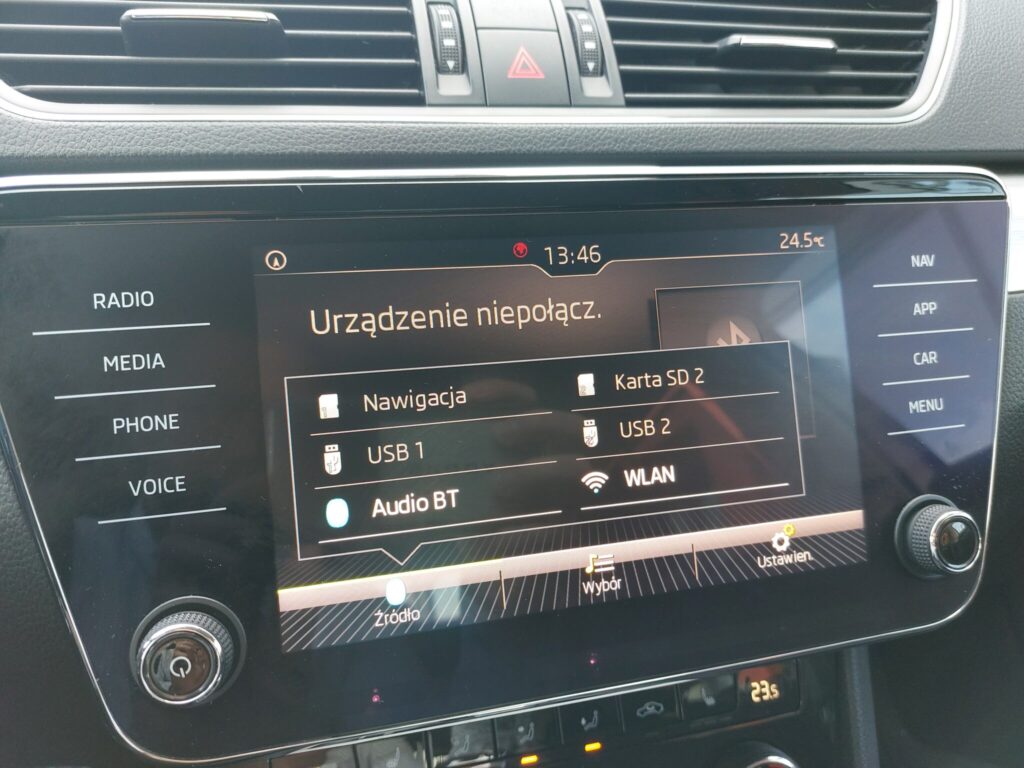 13:46
24.5°C
RADIO
MEDIA
PHONE
VOICE
Urządzenie niepołącz.
Nawigacja
Karta SD 2
USB 1
USB 2
Audio BT
WLAN
Źródło
Wybór
Ustawien.
NAV
APP
CAR
MENU
23.5